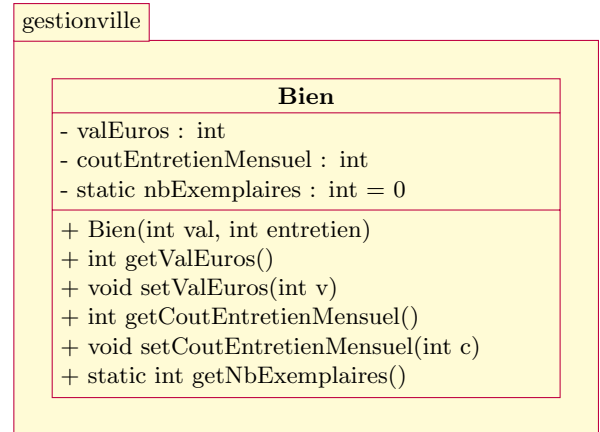 gestionville
Bien
- valEuros : int
- coutEntretienMensuel : int
- static nbExemplaires : int = 0
+ Bien(int val, int entretien)
+ int getValEuros()
+ void setValEuros(int v)
+ int getCoutEntretienMensuel()
+ void setCoutEntretienMensuel(int c)
+ static int getNbExemplaires()